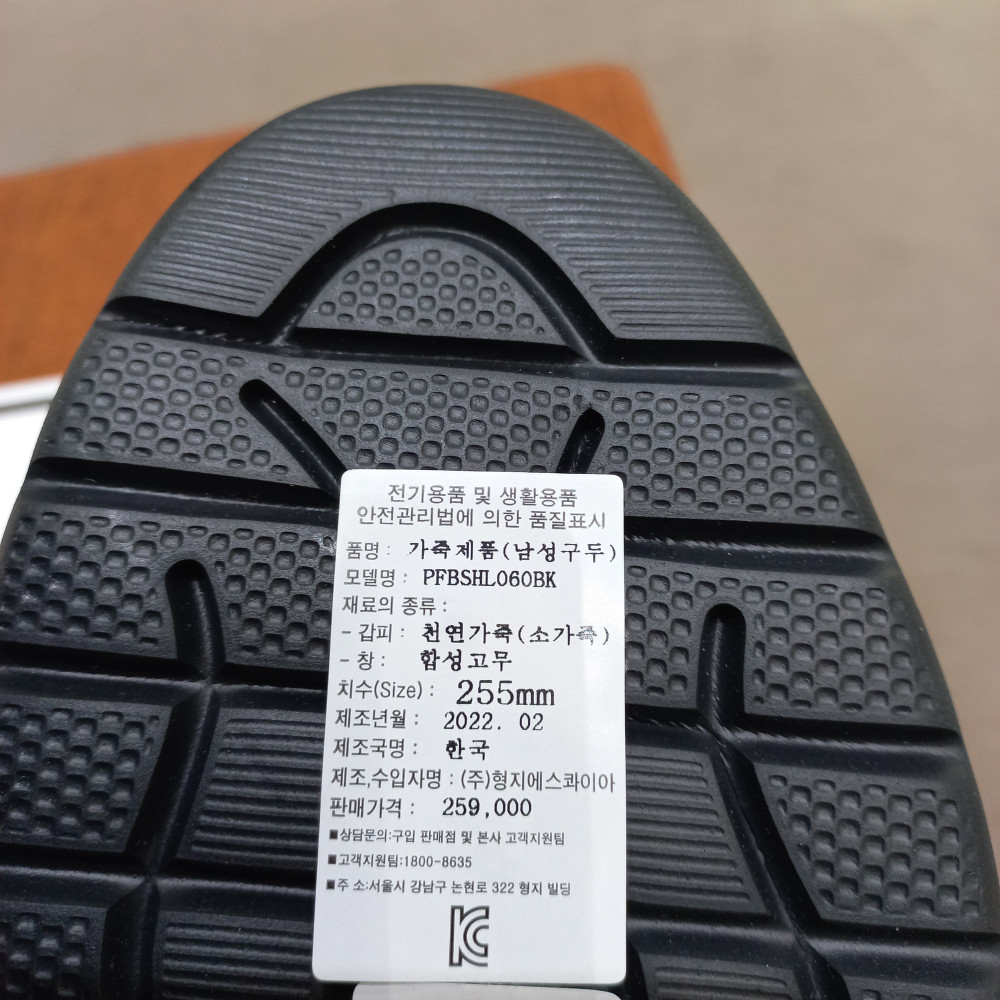 전기용품 및 생활용품
안전관리법에 의한 품질표시
품명 : 가죽제품(남성구두)
모델명 : PFBSHL060BK
재료의 종류 :
- 갑피 : 천연가죽(소가죽)
- 창 : 합성고무
치수(Size) : 255mm
제조년월 : 2022. 02
제조국명 : 한국
제조,수입자명 : (주)형지에스콰이아
판매가격 : 259,000
■상담문의:구입 판매점 및 본사 고객지원팀
■고객지원팀:1800-8635
■주 소:서울시 강남구 논현로 322 형지 빌딩
KC